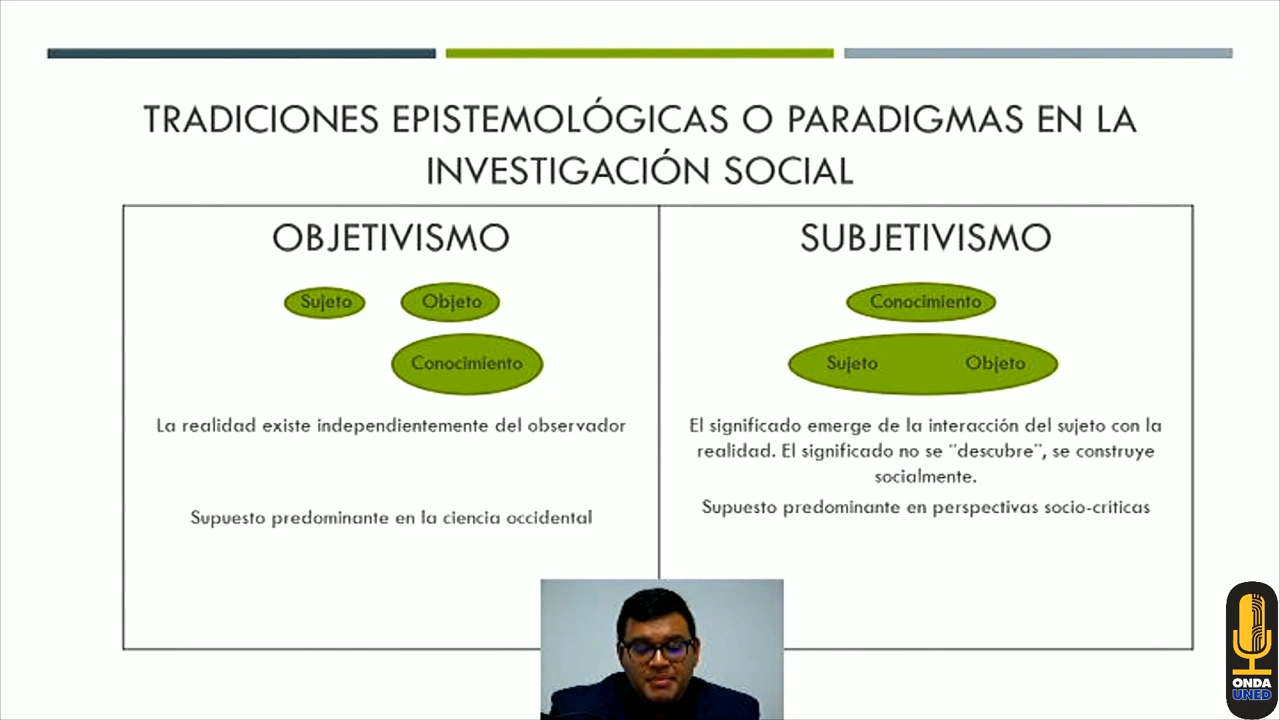 TRADICIONES EPISTEMOLÓGICAS O PARADIGMAS EN LA
INVESTIGACIÓN SOCIAL
OBJETIVISMO
Sujeto
Objeto
Conocimiento
La realidad existe independientemente del observador
Supuesto predominante en la ciencia occidental
SUBJETIVISMO
Conocimiento
Sujeto
Objeto
El significado emerge de la interacción del sujeto con la
realidad. El significado no se "descubre", se construye
socialmente.
Supuesto predominante en perspectivas socio-críticas
ONDA
UNED